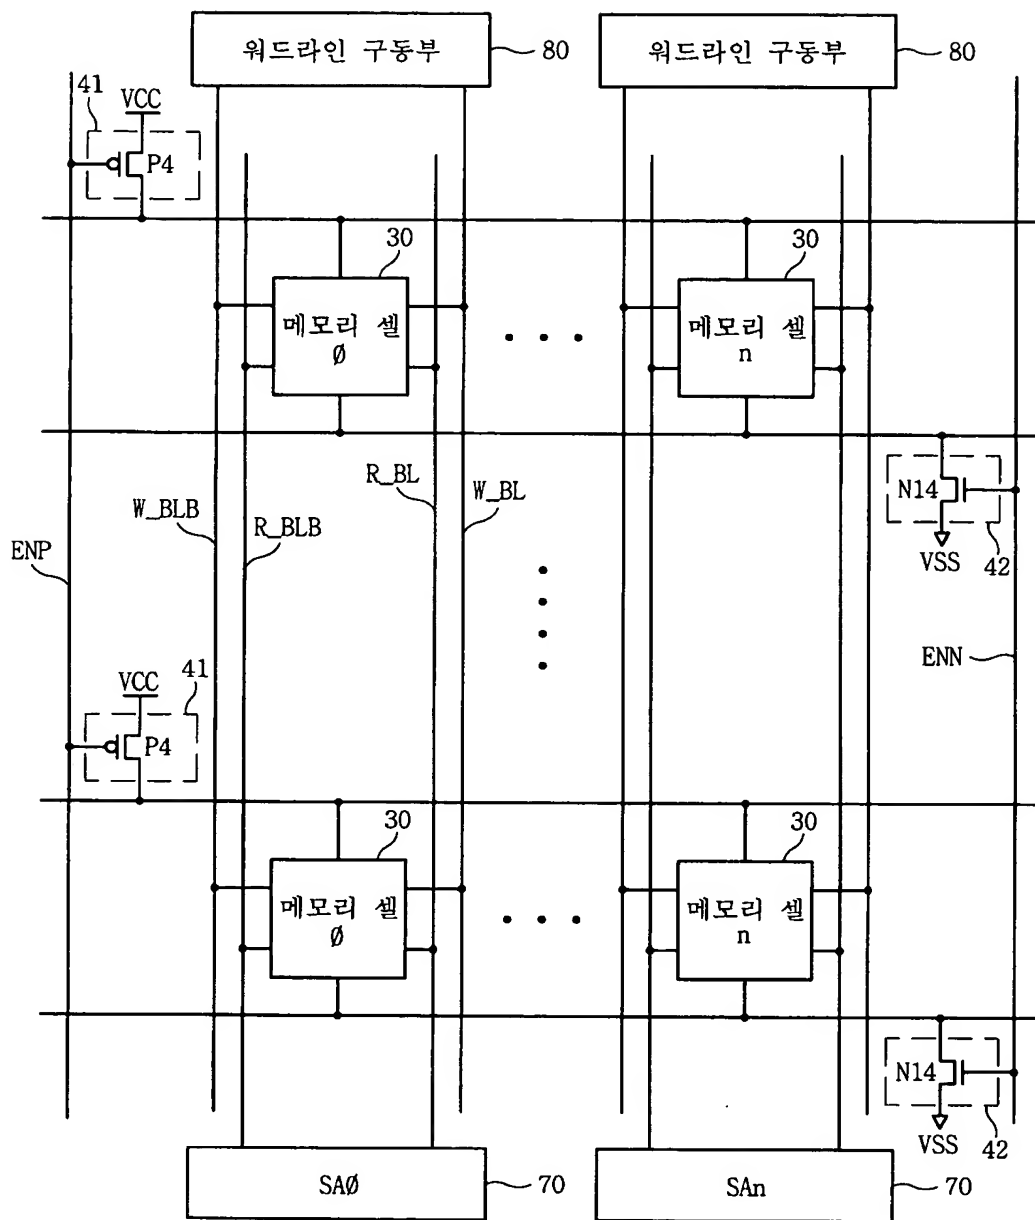 워드라인 구동부
80
워드라인 구동부
80
41
VCC
P4
30
메모리 셀
Ø
30
메모리 셀
n
R_BL
W_BLB
W_BL
R_BLB
ENP
N14
VSS
42
ENN
41
VCC
P4
30
메모리 셀
Ø
30
메모리 셀
n
N14
VSS
42
SAØ
70
SAn
70